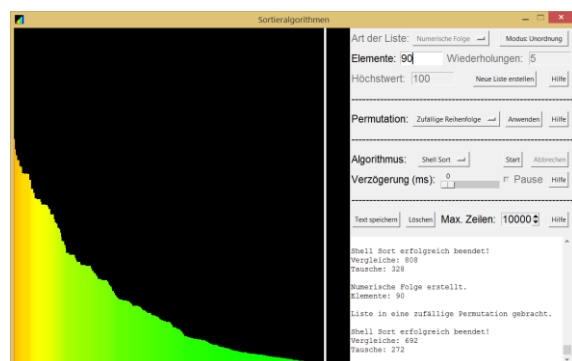 Sortieralgorithmen
Art der Liste: Numerische Folge Modus: Unordnung
Elemente: 90 Wiederholungen: 5
Höchstwert: 100 Neue Liste erstellen Hilfe
Permutation: Zufällige Reihenfolge Anwenden Hilfe
Algorithmus: Shell Sort Start Abbrechen
0
Verzögerung (ms): Pause Hilfe
Text speichern Löschen Max. Zeilen: 10000 Hilfe
Shell Sort erfolgreich beendet!
Vergleiche: 808
Tausche: 328
Numerische Folge erstellt.
Elemente: 90
Liste in eine zufällige Permutation gebracht.
Shell Sort erfolgreich beendet!
Vergleiche: 692
Tausche: 272